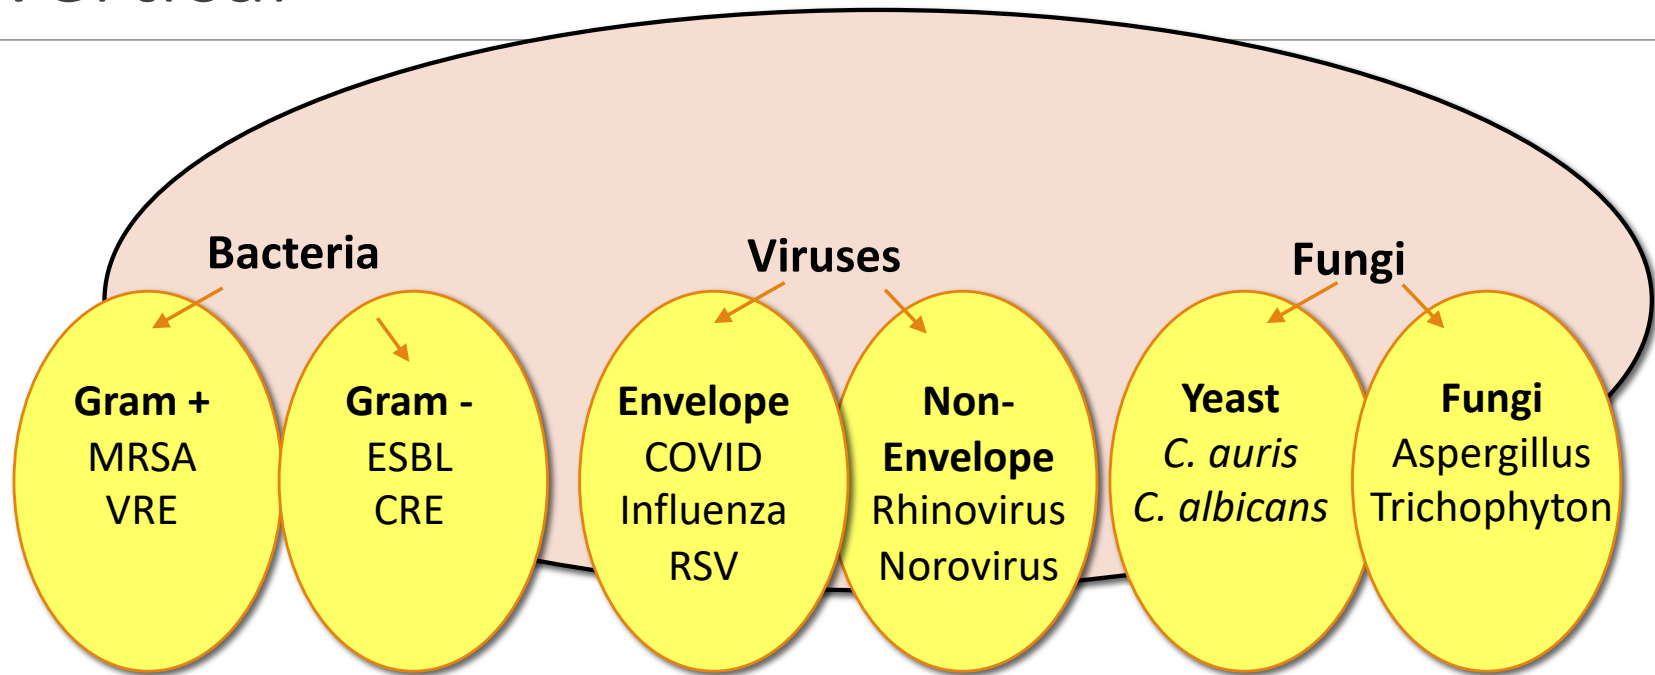 Bacteria
Viruses
Fungi
Gram +
MRSA
VRE
Gram -
ESBL
CRE
Envelope
COVID
Influenza
RSV
Non-
Envelope
Rhinovirus
Norovirus
Yeast
C. auris
C. albicans
Fungi
Aspergillus
Trichophyton